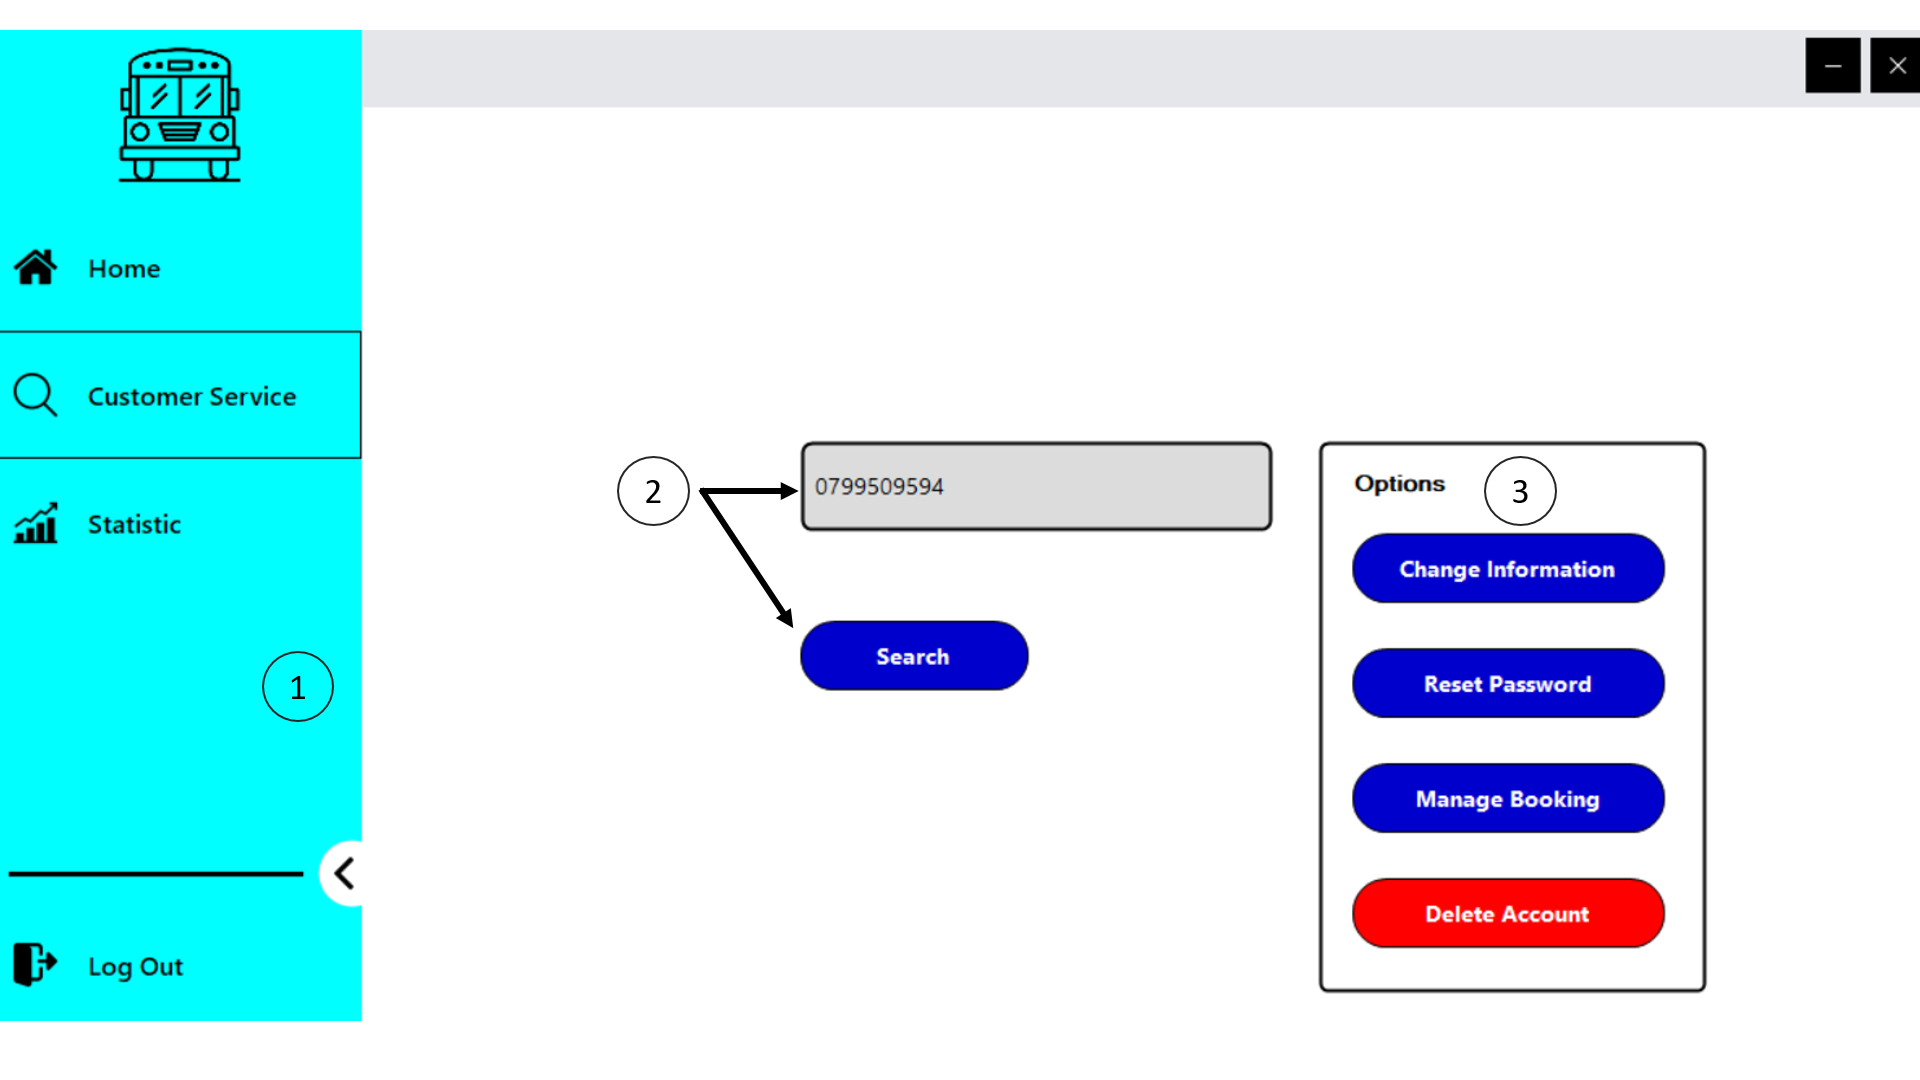 Home
Customer Service
Statistic
1
Log Out
2
0799509594
Search
Options
3
Change Information
Reset Password
Manage Booking
Delete Account